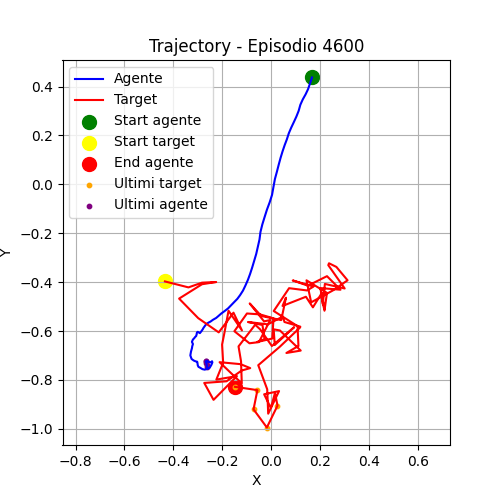 Trajectory - Episodio 4600
Agente
Target
Start agente
Start target
End agente
Ultimi target
Ultimi agente
Y
0.4
0.2
0.0
−0.2
−0.4
−0.6
−0.8
−1.0
−0.8 −0.6 −0.4 −0.2 0.0 0.2 0.4 0.6
X